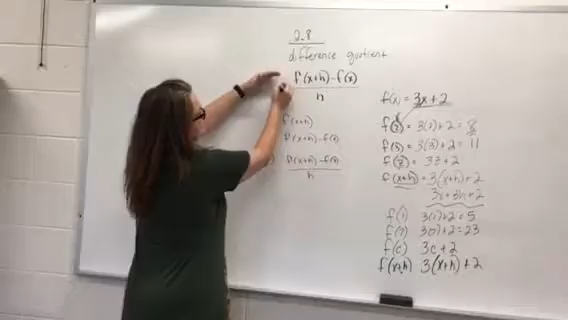 2.8
difference quotient
f(x+h)-f(x)
h
f(x+h)
f(x+h)-f(x)
f(x+h)-f(x)
h
f(x) = 3x+2
f(2) = 3(2)+2 = 8
f(3) = 3(3)+2 = 11
f(z) = 3z+2
f(x+h) = 3(x+h)+2
3x+3h+2
f(1) 3(1)+2=5
f(7) 3(7)+2=23
f(c) 3c+2
f(x+h) 3(x+h)+2